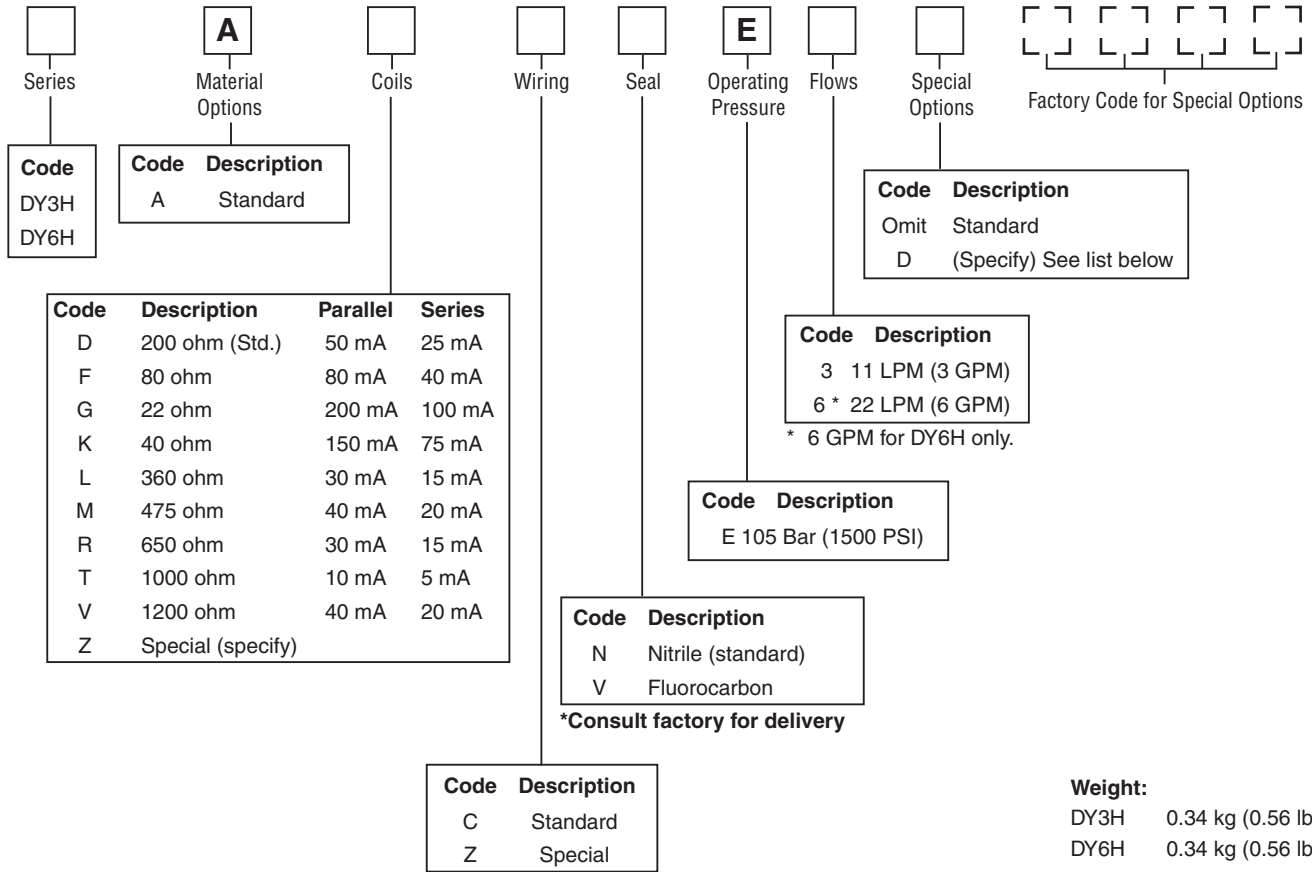 A
E
Series
Material Options
Coils
Wiring
Seal
Operating Pressure
Flows
Special Options
Factory Code for Special Options
Code
DY3H
DY6H
Code Description
A Standard
Code Description
Omit Standard
D (Specify) See list below
Code Description Parallel Series
D 200 ohm (Std.) 50 mA 25 mA
F 80 ohm 80 mA 40 mA
G 22 ohm 200 mA 100 mA
K 40 ohm 150 mA 75 mA
L 360 ohm 30 mA 15 mA
M 475 ohm 40 mA 20 mA
R 650 ohm 30 mA 15 mA
T 1000 ohm 10 mA 5 mA
V 1200 ohm 40 mA 20 mA
Z Special (specify)
Code Description
3 11 LPM (3 GPM)
6 * 22 LPM (6 GPM)
* 6 GPM for DY6H only.
Code Description
E 105 Bar (1500 PSI)
Code Description
N Nitrile (standard)
V Fluorocarbon
*Consult factory for delivery
Code Description
C Standard
Z Special
Weight:
DY3H 0.34 kg (0.56 lb
DY6H 0.34 kg (0.56 lb